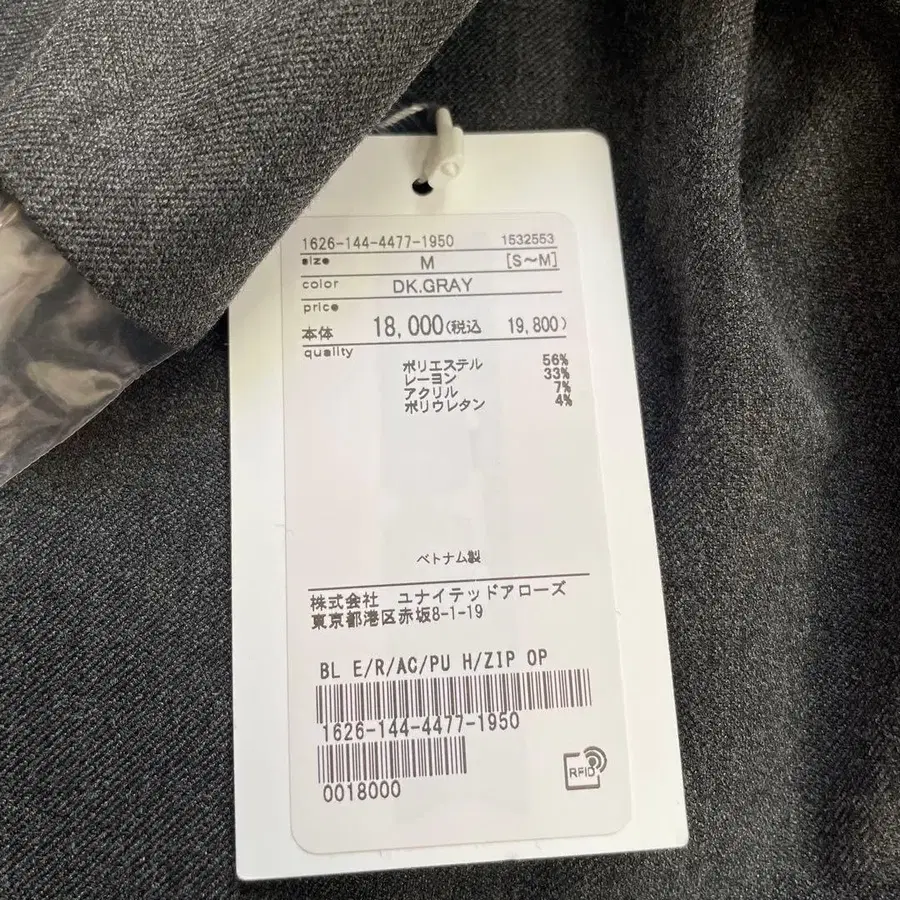 1626-144-4477-1950 1532553
size M [S~M]
color DK.GRAY
price
本体 18,000(税込 19,800)
quality
ポリエステル 56%
レーヨン 33%
アクリル 7%
ポリウレタン 4%
ベトナム製
株式会社 ユナイテッドアローズ
東京都港区赤坂8-1-19
BL E/R/AC/PU H/ZIP OP
1626-144-4477-1950
0018000
RFID